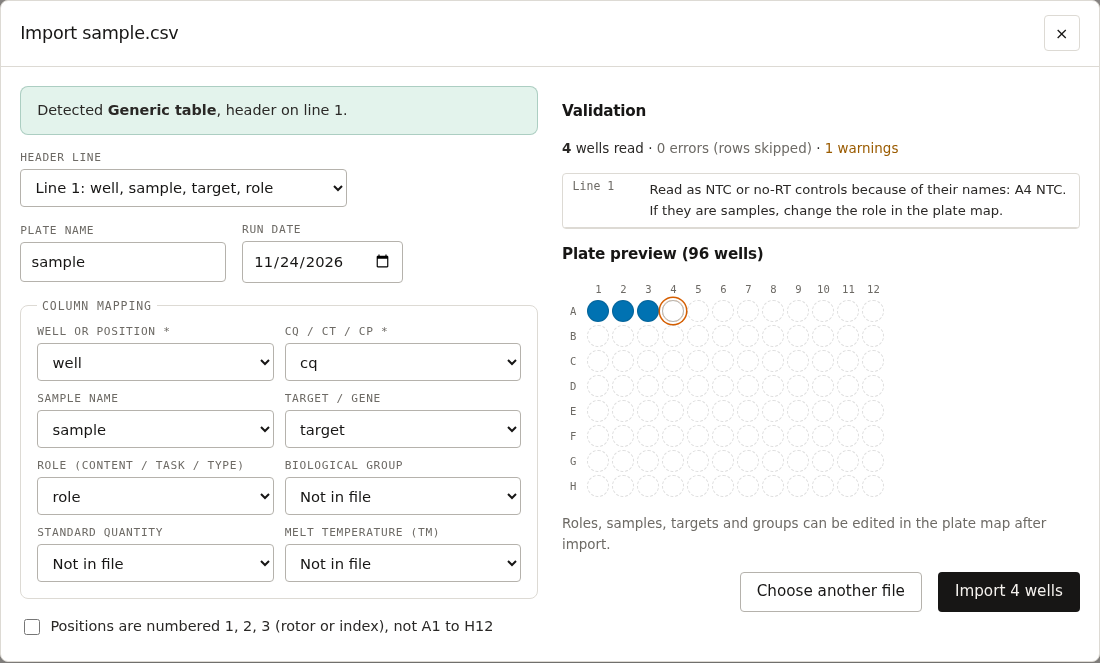 Import sample.csv
✕
Detected Generic table, header on line 1.
HEADER LINE
Line 1: well, sample, target, role
PLATE NAME
RUN DATE
sample
11/24/2026
COLUMN MAPPING
WELL OR POSITION *
CQ / CT / CP *
well
cq
SAMPLE NAME
TARGET / GENE
sample
target
ROLE (CONTENT / TASK / TYPE)
BIOLOGICAL GROUP
role
Not in file
STANDARD QUANTITY
MELT TEMPERATURE (TM)
Not in file
Not in file
Positions are numbered 1, 2, 3 (rotor or index), not A1 to H12
Validation
4 wells read · 0 errors (rows skipped) · 1 warnings
Line 1
Read as NTC or no-RT controls because of their names: A4 NTC.
If they are samples, change the role in the plate map.
Plate preview (96 wells)
1 2 3 4 5 6 7 8 9 10 11 12
A
B
C
D
E
F
G
H
Roles, samples, targets and groups can be edited in the plate map after
import.
Choose another file
Import 4 wells